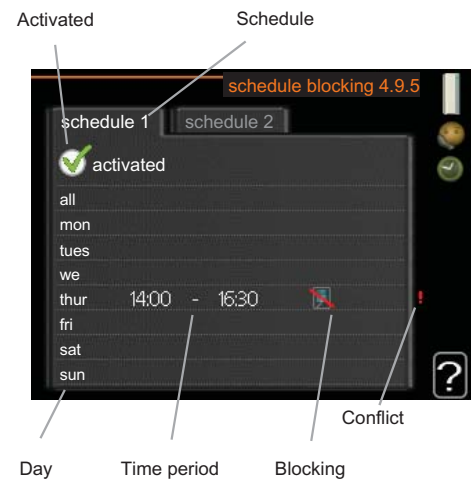 Activated
Schedule
schedule blocking 4.9.5
schedule 1
schedule 2
activated
all
mon
tues
we
thur 14:00 - 16:30 !
fri
sat
sun
?
Conflict
Day
Time period
Blocking